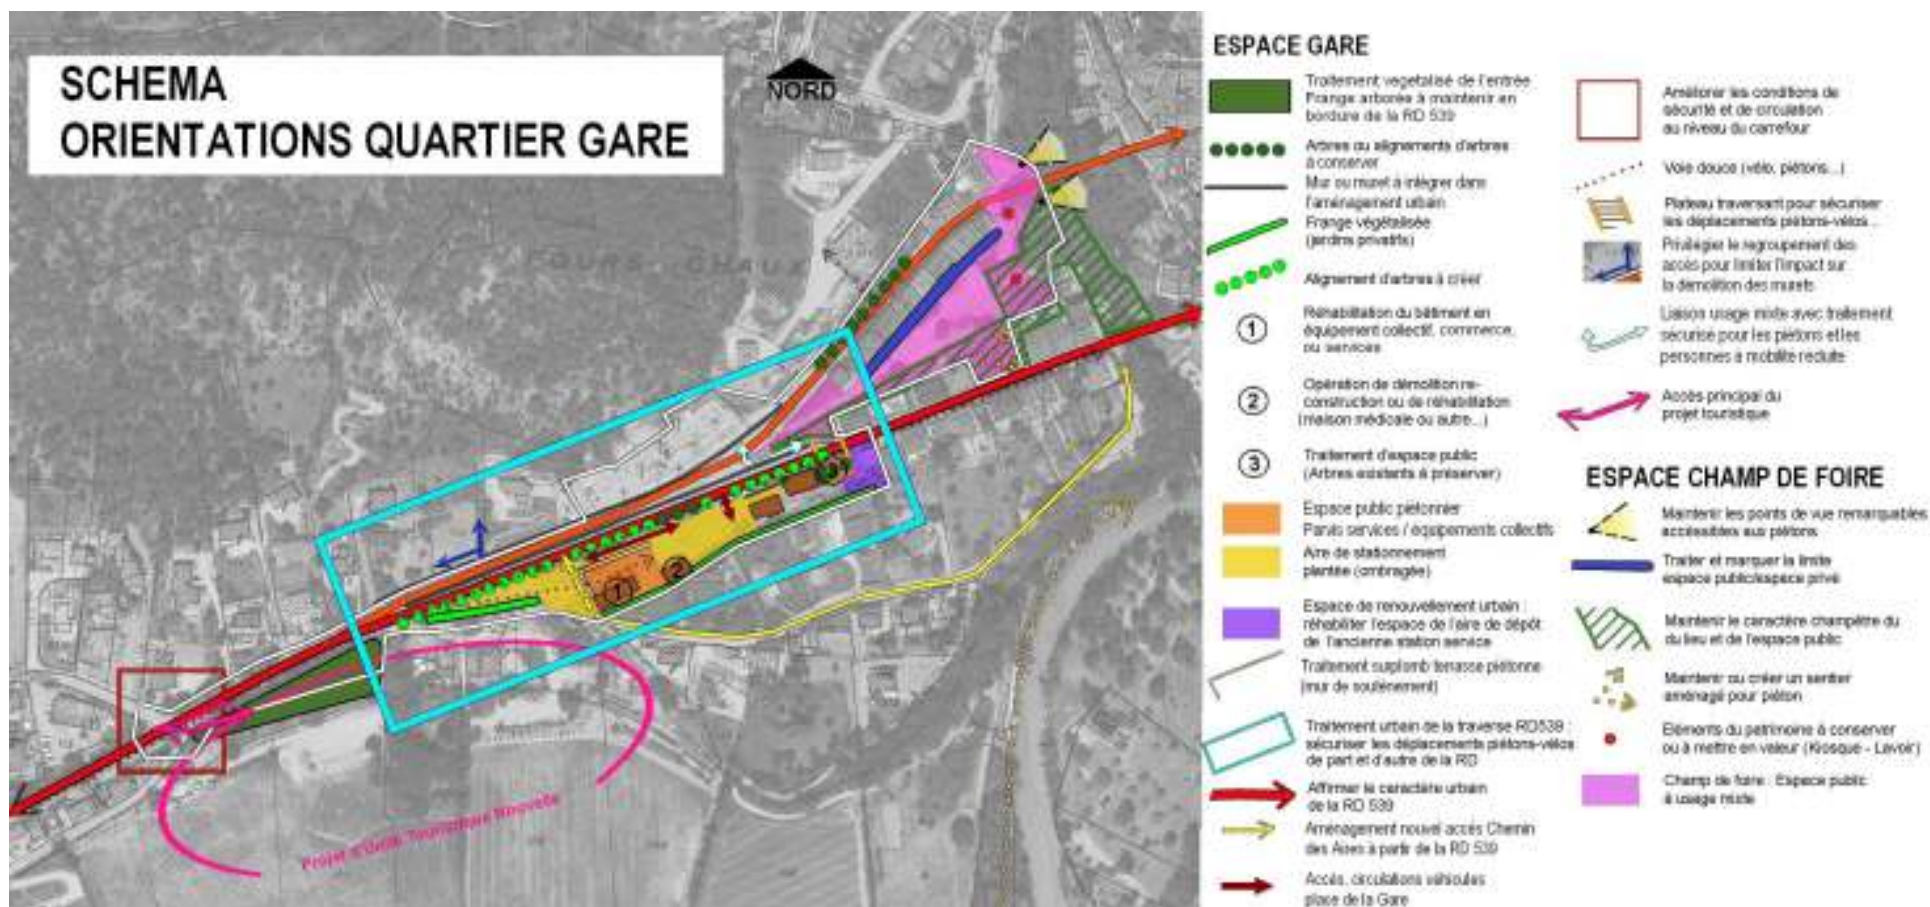 SCHEMA
ORIENTATIONS QUARTIER GARE
NORD
FOURS CHAUX
1
2
3
Projet d'Unité Touristique Nouvelle
ESPACE GARE
Traitement végétalisé de l'entrée
Frange arborée à maintenir en
bordure de la RD 539
Arbres ou alignements d'arbres
à conserver
Mur ou muret à intégrer dans
l'aménagement urbain
Frange végétalisée
(jardins privatifs)
Alignement d'arbres à créer
1
Réhabilitation du bâtiment en
équipement collectif, commerce,
ou services
2
Opération de démolition re-
construction ou de réhabilitation
(maison médicale ou autre...)
3
Traitement d'espace public
(Arbres existants à préserver)
Espace public piétonnier
Parvis services / équipements collectifs
Aire de stationnement
plantée (ombragée)
Espace de renouvellement urbain :
réhabiliter l'espace de l'aire de dépôt
de l'ancienne station service
Traitement surplomb terrasse piétonne
(mur de soutènement)
Traitement urbain de la traverse RD539 :
sécuriser les déplacements piétons-vélos
de part et d'autre de la RD
Affirmer le caractère urbain
de la RD 539
Aménagement nouvel accès Chemin
des Aires à partir de la RD 539
Accès, circulations véhicules
place de la Gare
Améliorer les conditions de
sécurité et de circulation
au niveau du carrefour
Voie douce (vélo, piétons...)
Plateau traversant pour sécuriser
les déplacements piétons-vélos...
Privilégier le regroupement des
accès pour limiter l'impact sur
la démolition des murets
Liaison usage mixte avec traitement
sécurisé pour les piétons et les
personnes à mobilité réduite
Accès principal du
projet touristique
ESPACE CHAMP DE FOIRE
Maintenir les points de vue remarquables
accessibles aux piétons
Traiter et marquer la limite
espace public/espace privé
Maintenir le caractère champêtre du
du lieu et de l'espace public
Maintenir ou créer un sentier
aménagé pour piéton
Eléments du patrimoine à conserver
ou à mettre en valeur (Kiosque - Lavoir)
Champ de foire : Espace public
à usage mixte